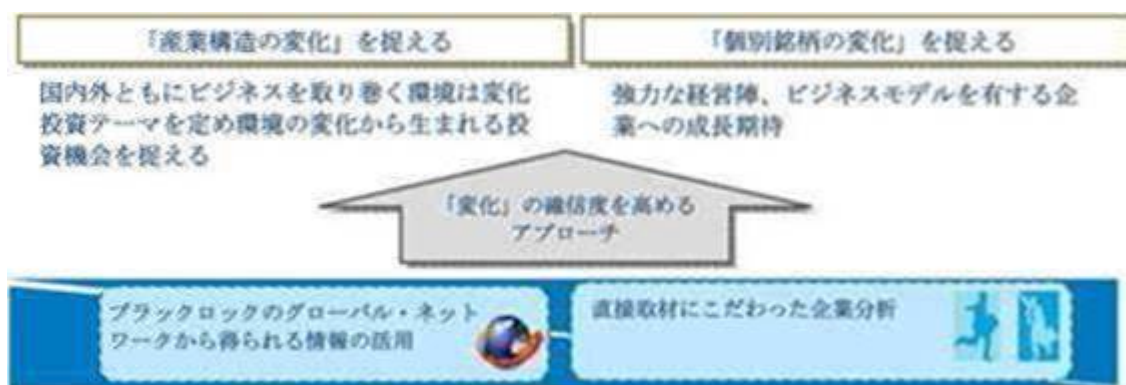 「産業構造の変化」を捉える
「個別銘柄の変化」を捉える
国内外ともにビジネスを取り巻く環境は変化
投資テーマを定め環境の変化から生まれる投
資機会を捉える
強力な経営陣、ビジネスモデルを有する企
業への成長期待
「変化」の確信度を高める
アプローチ
ブラックロックのグローバル・ネット
ワークから得られる情報の活用
直接取材にこだわった企業分析